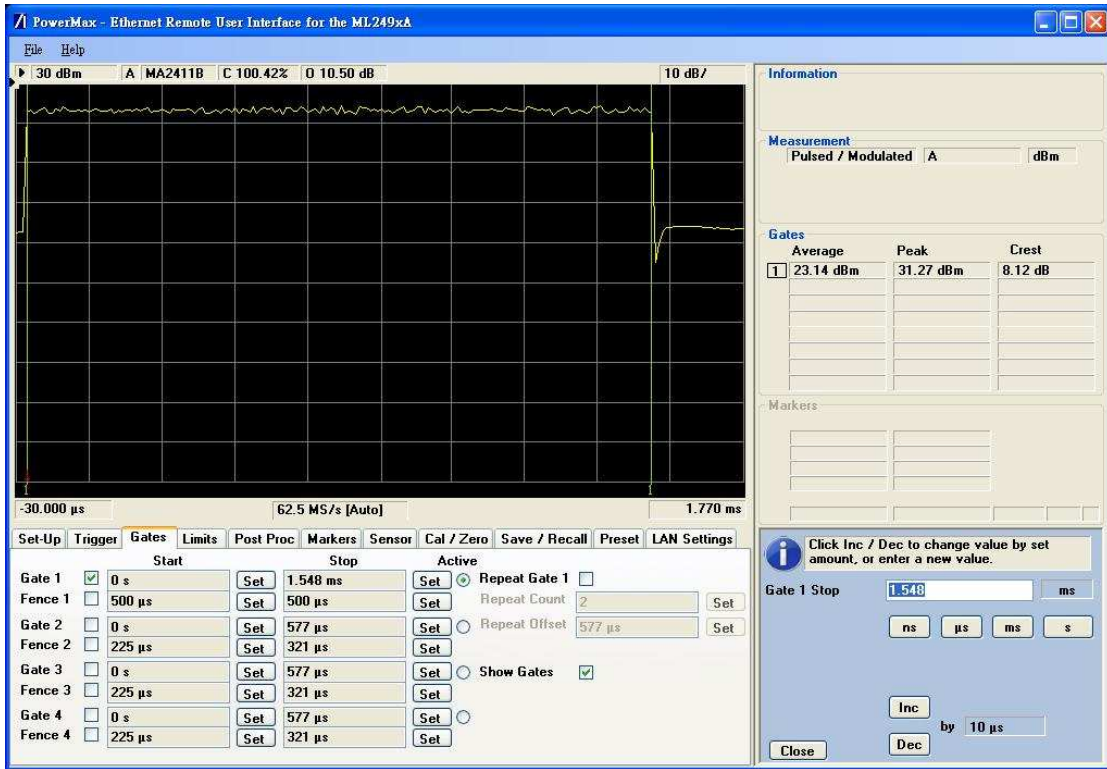 PowerMax - Ethernet Remote User Interface for the ML249xA
File Help
30 dBm A MA2411B C 100.42% O 10.50 dB 10 dB/
1 1
-30.000 µs 62.5 MS/s [Auto] 1.770 ms
Set-Up Trigger Gates Limits Post Proc Markers Sensor Cal / Zero Save / Recall Preset LAN Settings
Start Stop Active
Gate 1 0 s Set 1.548 ms Set Repeat Gate 1
Fence 1 500 µs Set 500 µs Set Repeat Count 2 Set
Gate 2 0 s Set 577 µs Set Repeat Offset 577 µs Set
Fence 2 225 µs Set 321 µs Set
Gate 3 0 s Set 577 µs Set Show Gates
Fence 3 225 µs Set 321 µs Set
Gate 4 0 s Set 577 µs Set
Fence 4 225 µs Set 321 µs Set
Information
Measurement
Pulsed / Modulated A dBm
Gates
Average Peak Crest
1 23.14 dBm 31.27 dBm 8.12 dB
Markers
Click Inc / Dec to change value by set
amount, or enter a new value.
Gate 1 Stop 1.548 ms
ns µs ms s
Inc
by 10 µs
Close Dec